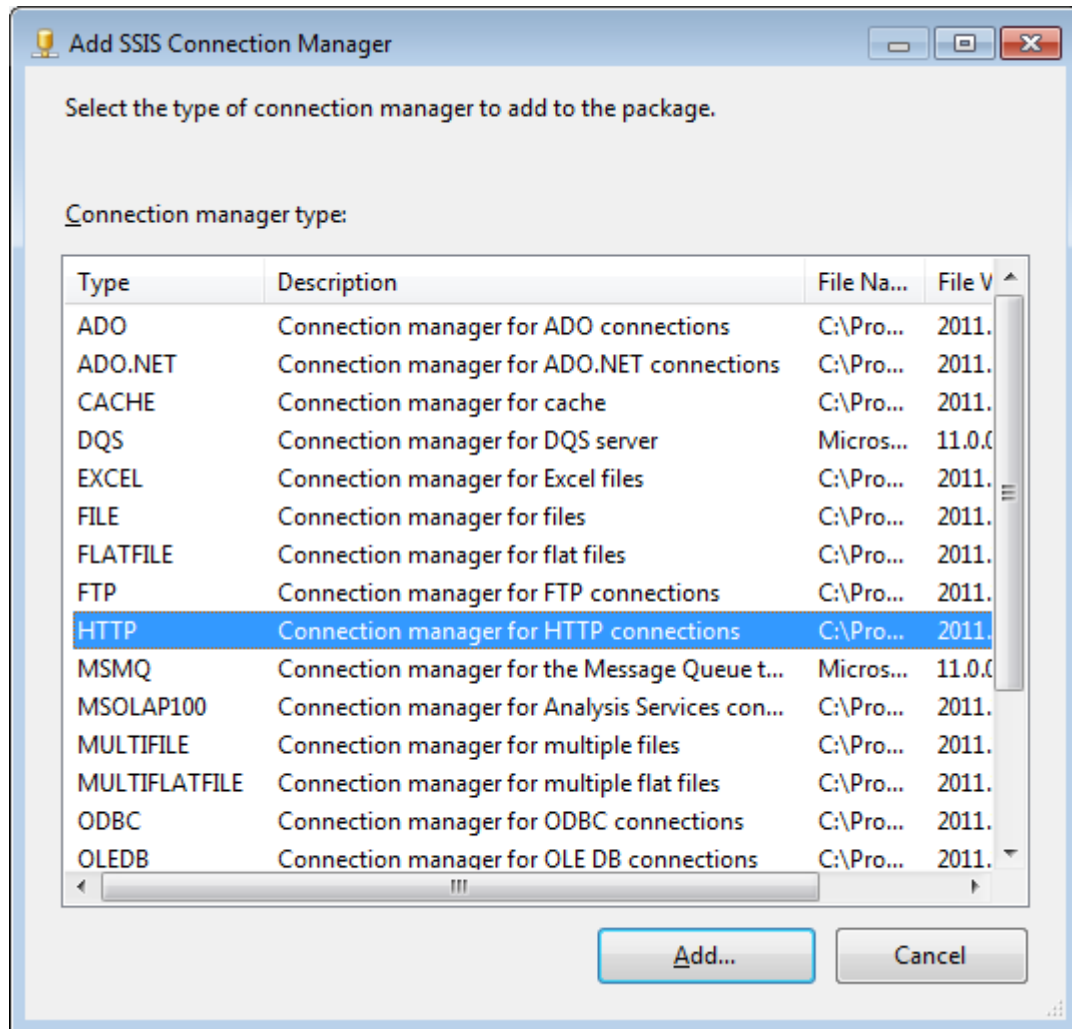 Add SSIS Connection Manager
Select the type of connection manager to add to the package.
Connection manager type:
Type Description File Na... File V
ADO Connection manager for ADO connections C:\Pro... 2011.
ADO.NET Connection manager for ADO.NET connections C:\Pro... 2011.
CACHE Connection manager for cache C:\Pro... 2011.
DQS Connection manager for DQS server Micros... 11.0.0
EXCEL Connection manager for Excel files C:\Pro... 2011.
FILE Connection manager for files C:\Pro... 2011.
FLATFILE Connection manager for flat files C:\Pro... 2011.
FTP Connection manager for FTP connections C:\Pro... 2011.
HTTP Connection manager for HTTP connections C:\Pro... 2011.
MSMQ Connection manager for the Message Queue t... Micros... 11.0.0
MSOLAP100 Connection manager for Analysis Services con... C:\Pro... 2011.
MULTIFILE Connection manager for multiple files C:\Pro... 2011.
MULTIFLATFILE Connection manager for multiple flat files C:\Pro... 2011.
ODBC Connection manager for ODBC connections C:\Pro... 2011.
OLEDB Connection manager for OLE DB connections C:\Pro... 2011.
Add... Cancel